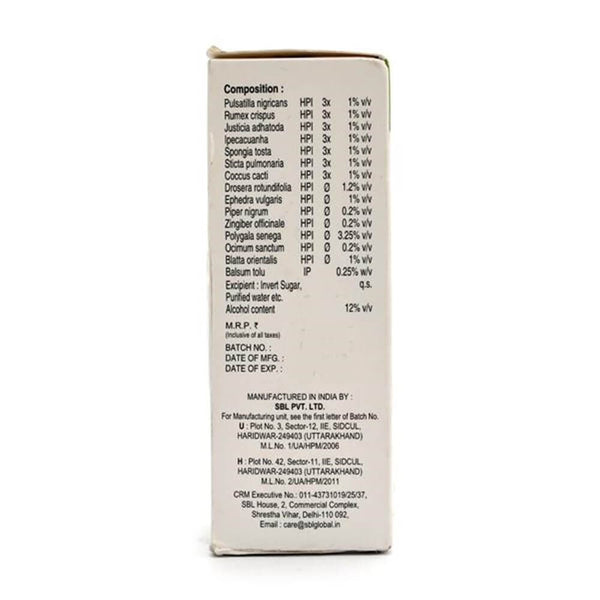 Composition :
Pulsatilla nigricans HPI 3x 1% v/v
Rumex crispus HPI 3x 1% v/v
Justicia adhatoda HPI 3x 1% v/v
Ipecacuanha HPI 3x 1% v/v
Spongia tosta HPI 3x 1% v/v
Sticta pulmonaria HPI 3x 1% v/v
Coccus cacti HPI 3x 1% v/v
Drosera rotundifolia HPI Ø 1.2% v/v
Ephedra vulgaris HPI Ø 1% v/v
Piper nigrum HPI Ø 0.2% v/v
Zingiber officinale HPI Ø 0.2% v/v
Polygala senega HPI Ø 3.25% v/v
Ocimum sanctum HPI Ø 0.2% v/v
Blatta orientalis HPI Ø 1% v/v
Balsum tolu IP 0.25% w/v
Excipient : Invert Sugar, q.s.
Purified water etc.
Alcohol content 12% v/v
M.R.P. ₹
(Inclusive of all taxes)
BATCH NO. :
DATE OF MFG. :
DATE OF EXP. :
MANUFACTURED IN INDIA BY :
SBL PVT. LTD.
For Manufacturing unit, see the first letter of Batch No.
U : Plot No. 3, Sector-12, IIE, SIDCUL,
HARIDWAR-249403 (UTTARAKHAND)
M.L.No. 1/UA/HPM/2006
H : Plot No. 42, Sector-11, IIE, SIDCUL,
HARIDWAR-249403 (UTTARAKHAND)
M.L. No. 2/UA/HPM/2011
CRM Executive No.: 011-43731019/25/37,
SBL House, 2, Commercial Complex,
Shrestha Vihar, Delhi-110 092,
Email : care@sblglobal.in